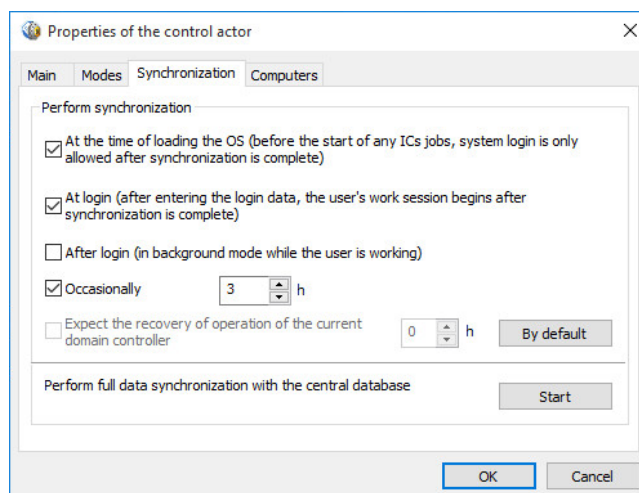 Properties of the control actor
Main Modes Synchronization Computers
Perform synchronization
At the time of loading the OS (before the start of any ICs jobs, system login is only
allowed after synchronization is complete)
At login (after entering the login data, the user's work session begins after
synchronization is complete)
After login (in background mode while the user is working)
Occasionally 3 h
Expect the recovery of operation of the current
domain controller 0 h By default
Perform full data synchronization with the central database Start
OK Cancel